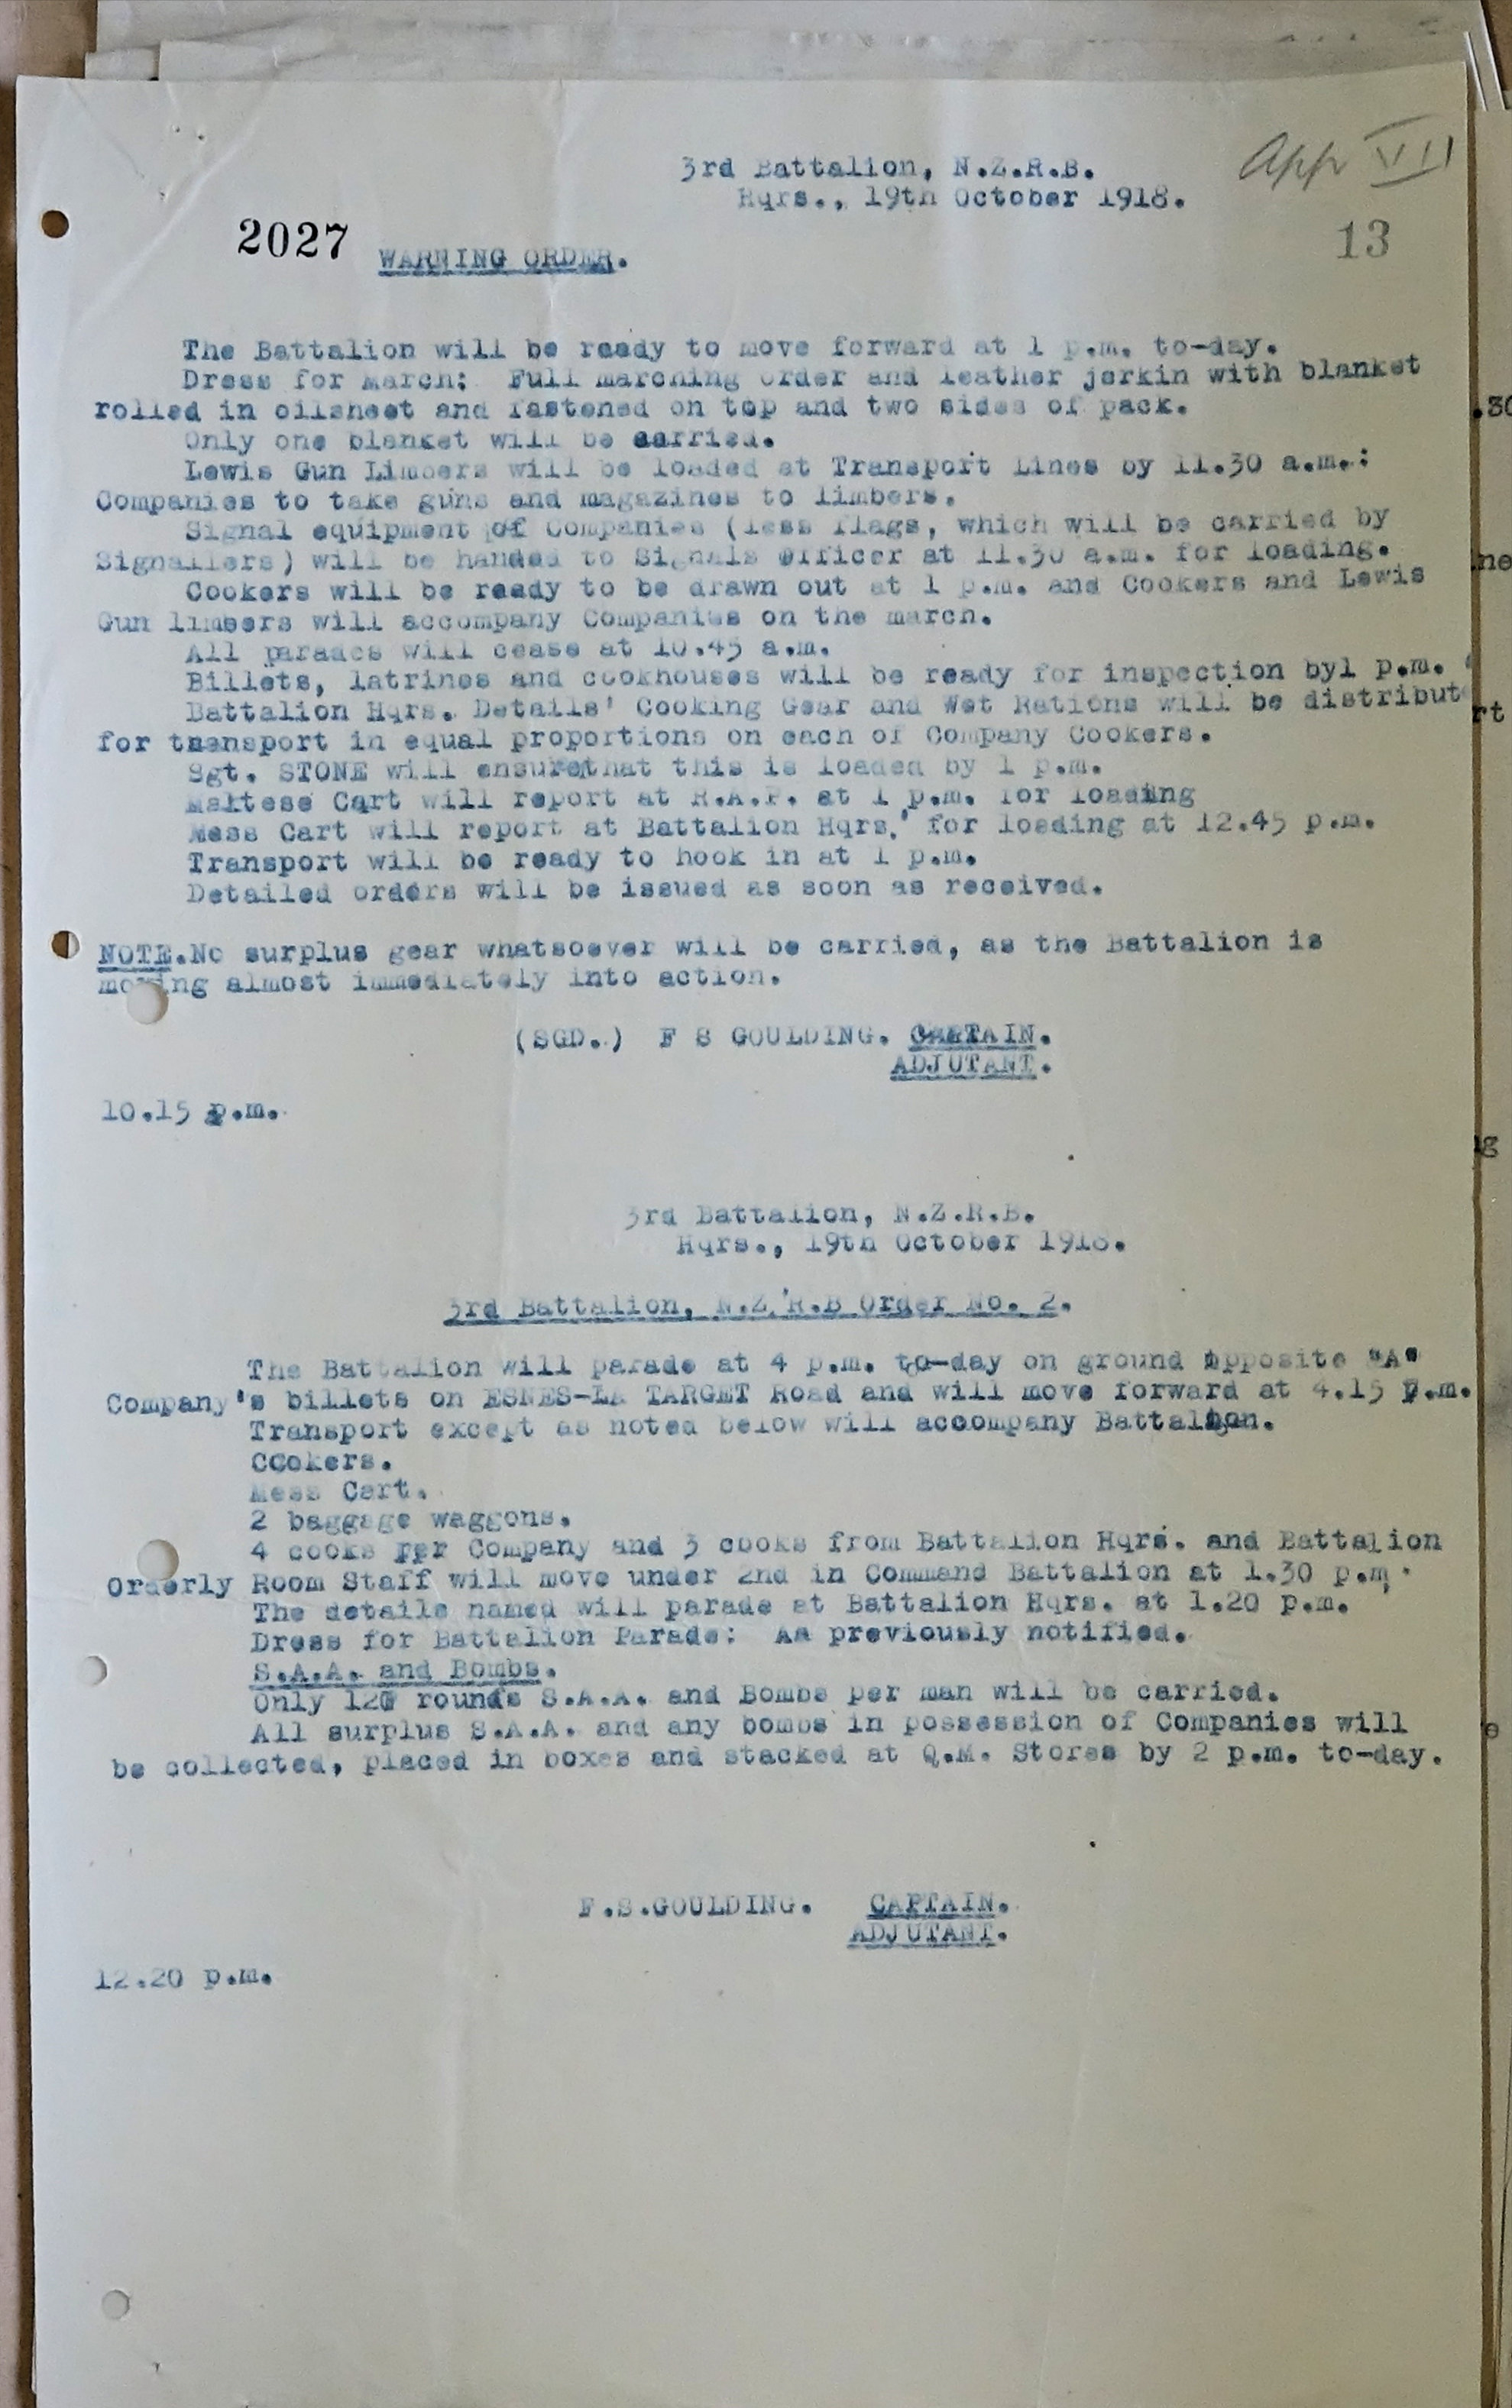 App VII
3rd Battalion, N.Z.R.B.
Hqrs., 19th October 1918.
2027
13
WARNING ORDER.
The Battalion will be ready to move forward at 1 p.m. to-day.
Dress for March: Full marching order and leather jerkin with blanket
rolled in oilsheet and fastened on top and two sides of pack.
Only one blanket will be carried.
Lewis Gun Limbers will be loaded at Transport Lines by 11.30 a.m.:
Companies to take guns and magazines to limbers.
Signal equipment of Companies (less flags, which will be carried by
Signallers) will be handed to Signals Officer at 11.30 a.m. for loading.
Cookers will be ready to be drawn out at 1 p.m. and Cookers and Lewis
Gun limbers will accompany Companies on the march.
All parades will cease at 10.45 a.m.
Billets, latrines and cookhouses will be ready for inspection by1 p.m.
Battalion Hqrs. Details' Cooking Gear and Wet Rations will be distribut
for transport in equal proportions on each of Company Cookers.
Sgt. STONE will ensure that this is loaded by 1 p.m.
Maltese Cart will report at R.A.P. at 1 p.m. for loading
Mess Cart will report at Battalion Hqrs. for loading at 12.45 p.m.
Transport will be ready to hook in at 1 p.m.
Detailed orders will be issued as soon as received.
NOTE.No surplus gear whatsoever will be carried, as the Battalion is
moving almost immediately into action.
(SGD.) F S GOULDING. CAPTAIN.
ADJUTANT.
10.15 p.m.
3rd Battalion, N.Z.R.B.
Hqrs., 19th October 1918.
3rd Battalion, N.Z.R.B Order No. 2.
The Battalion will parade at 4 p.m. to-day on ground opposite "A"
Company's billets on ESNES-LA TARGET Road and will move forward at 4.15 p.m.
Transport except as noted below will accompany Battalion.
CCokers.
Mess Cart.
2 baggage waggons.
4 cooks per Company and 3 cooks from Battalion Hqrs. and Battalion
Orderly Room Staff will move under 2nd in Command Battalion at 1.30 p.m.
The details named will parade at Battalion Hqrs. at 1.20 p.m.
Dress for Battalion Parade: Aa previously notified.
S.A.A. and Bombs.
Only 120 rounds S.A.A. and Bombs per man will be carried.
All surplus S.A.A. and any bombs in possession of Companies will
be collected, placed in boxes and stacked at Q.M. Stores by 2 p.m. to-day.
F.S.GOULDING. CAPTAIN.
ADJUTANT.
12.20 p.m.